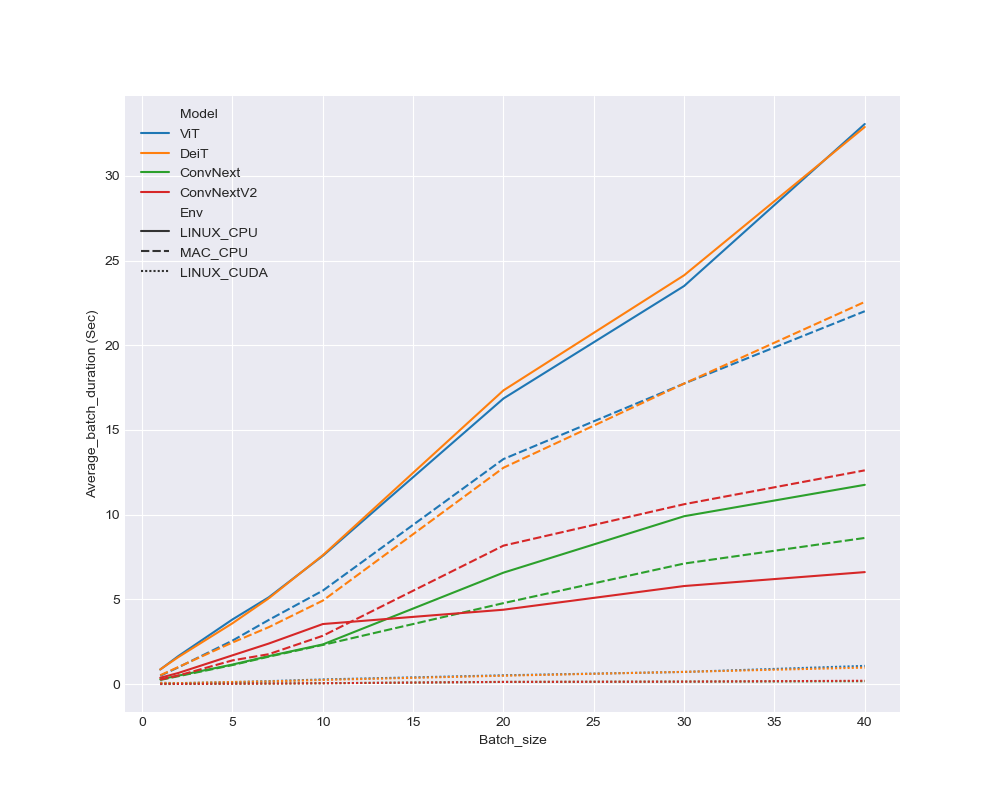 Model
ViT
DeiT
ConvNext
ConvNextV2
Env
LINUX_CPU
MAC_CPU
LINUX_CUDA
30
25
20
15
10
5
0
Average_batch_duration (Sec)
0 5 10 15 20 25 30 35 40
Batch_size